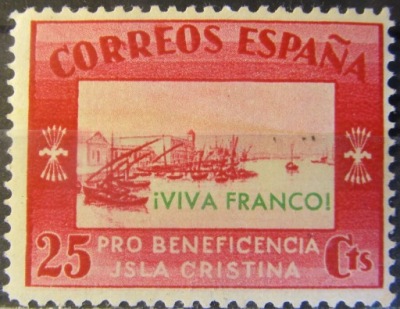 CORREOS ESPAÑA
¡VIVA FRANCO!
25 PRO BENEFICENCIA Cts
JSLA CRISTINA